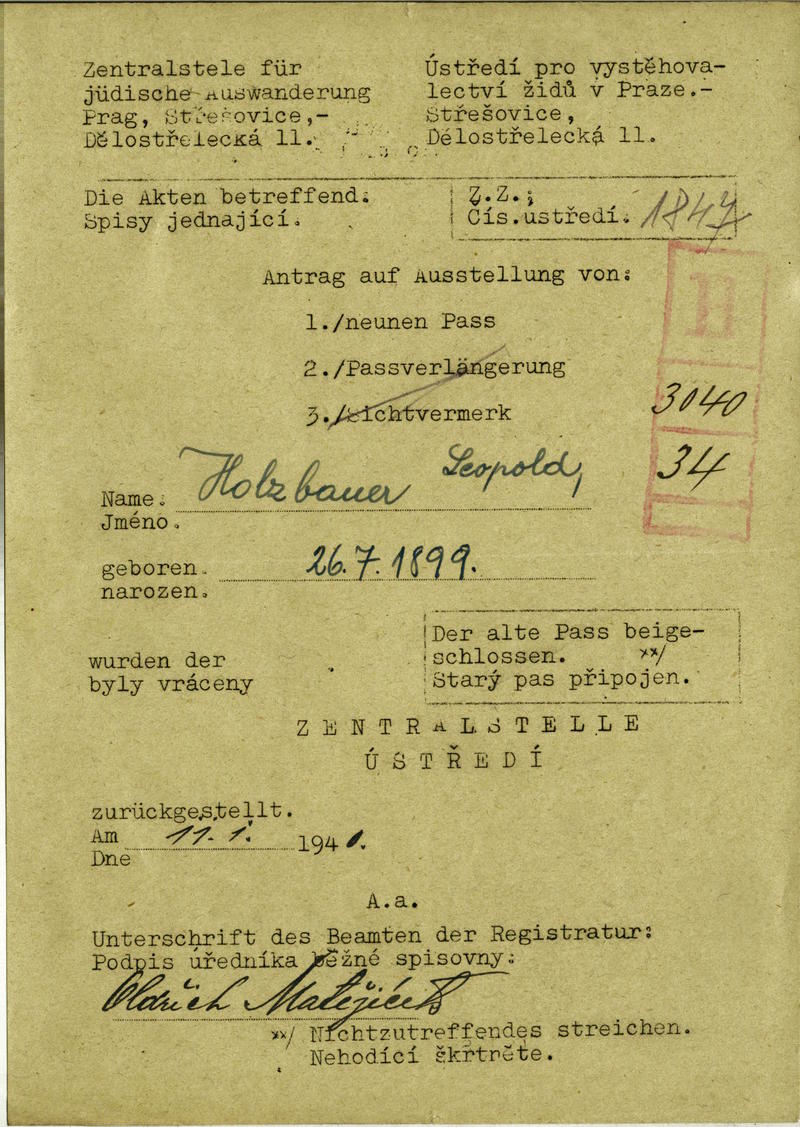 Zentralstele für
jüdische Auswanderung
Prag, Střešovice,-
Dělostřelecká 11.
Ústředí pro vystěhova-
lectví židů v Praze.-
Střešovice,
Dělostřelecká 11.
Die Akten betreffend:
Spisy jednající.
Z.Z.:
Čís.ústředí. 1847
Antrag auf Ausstellung von:
1./neunen Pass
2./Passverlängerung
3./Sichtvermerk
H
3040
34
Name. Holzbauer Leopold,
Jméno.
geboren. 26.7.1899.
narozen.
wurden der
byly vráceny
Der alte Pass beige-
schlossen. xx/
Starý pas připojen.
ZENTRALSTELLE
ÚSTŘEDÍ
zurückgestellt.
Am 11. 1. 1941.
Dne
A.a.
Unterschrift des Beamten der Registratur:
Podpis úředníka běžné spisovny:
Oldřich
xx/ Nichtzutreffendes streichen.
Nehodící škrtněte.